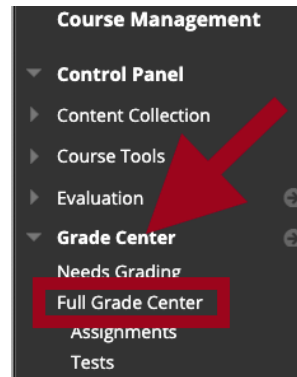 Course Management
Control Panel
Content Collection
Course Tools
Evaluation
Grade Center
Needs Grading
Full Grade Center
Assignments
Tests